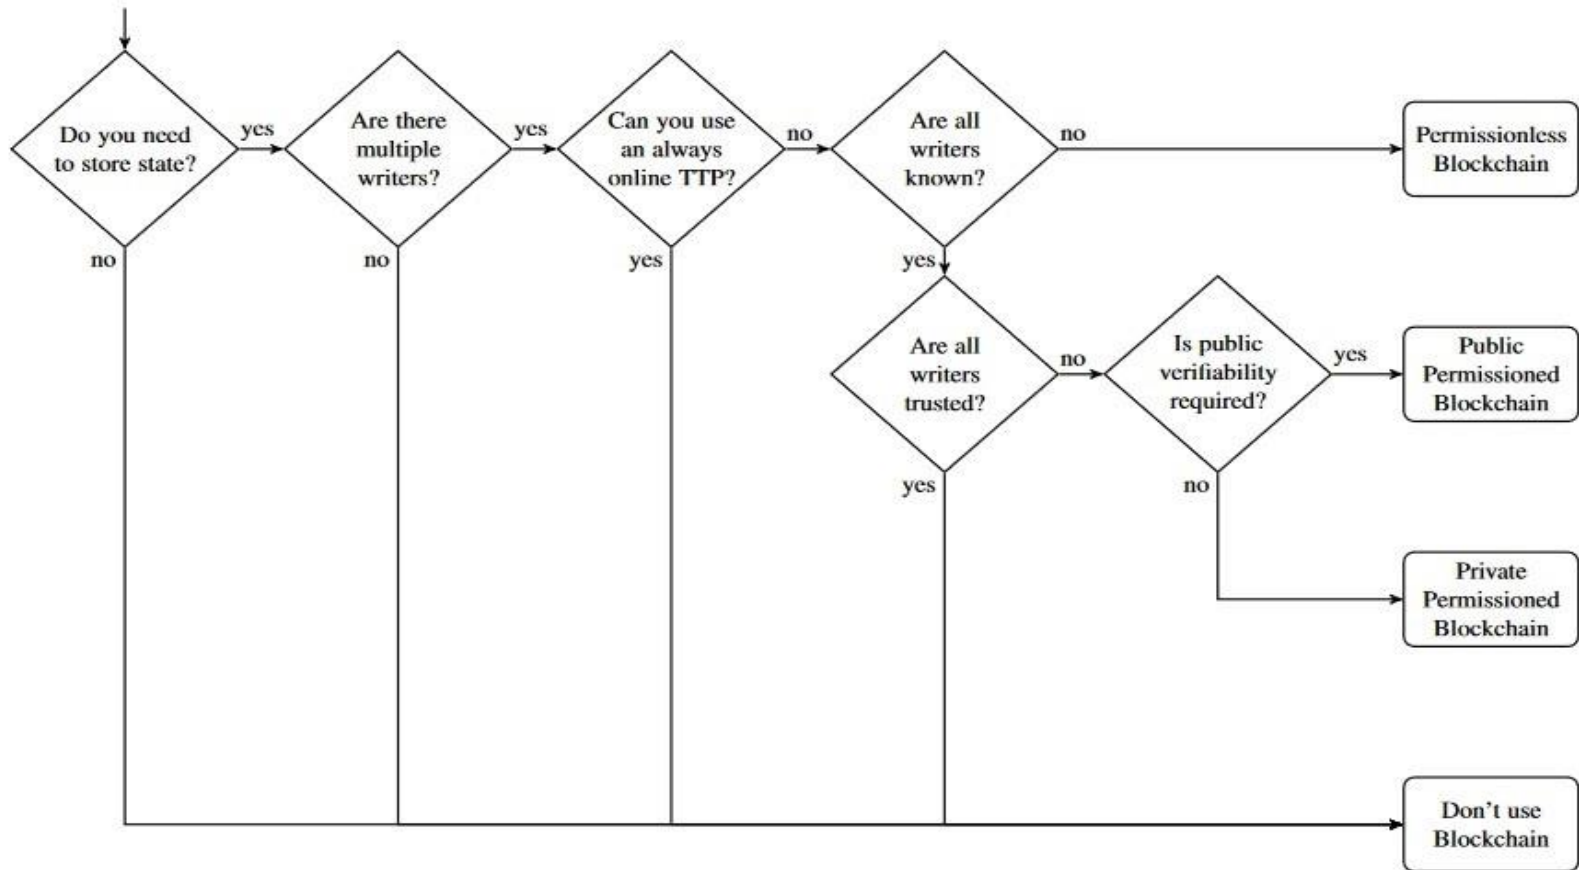 Do you need
to store state?
yes
no
Are there
multiple
writers?
yes
no
Can you use
an always
online TTP?
no
yes
Are all
writers
known?
no
yes
Permissionless
Blockchain
Are all
writers
trusted?
no
yes
Is public
verifiability
required?
yes
no
Public
Permissioned
Blockchain
Private
Permissioned
Blockchain
Don't use
Blockchain